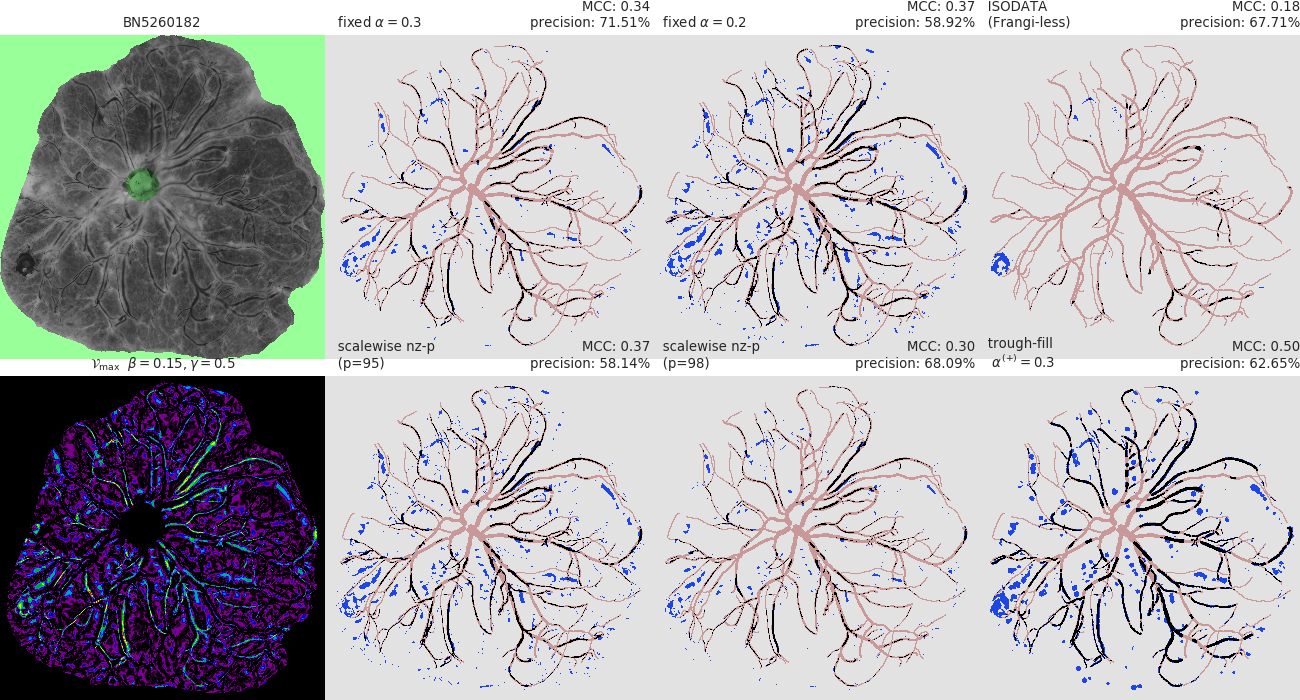 BN5260182
fixed α = 0.3
MCC: 0.34
precision: 71.51%
fixed α = 0.2
MCC: 0.37
precision: 58.92%
ISODATA
(Frangi-less)
MCC: 0.18
precision: 67.71%
𝒱max β = 0.15, γ = 0.5
scalewise nz-p
(p=95)
MCC: 0.37
precision: 58.14%
scalewise nz-p
(p=98)
MCC: 0.30
precision: 68.09%
trough-fill
α(+) = 0.3
MCC: 0.50
precision: 62.65%